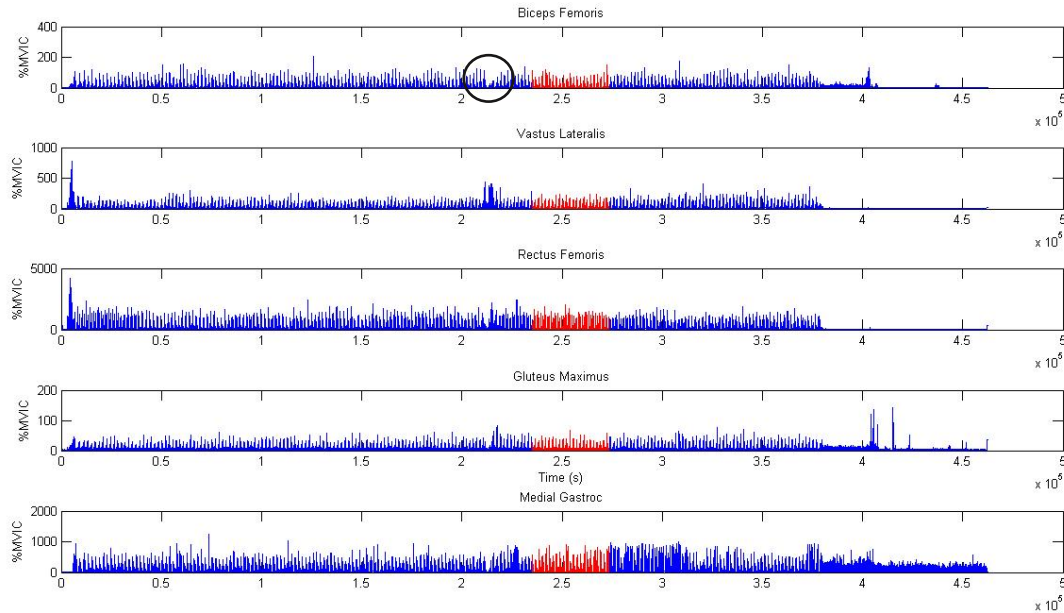 Biceps Femoris
400
200
0
%MVIC
0 0.5 1 1.5 2 2.5 3 3.5 4 4.5 5
x 10⁵
Vastus Lateralis
1000
500
0
%MVIC
0 0.5 1 1.5 2 2.5 3 3.5 4 4.5 5
x 10⁵
Rectus Femoris
5000
0
%MVIC
0 0.5 1 1.5 2 2.5 3 3.5 4 4.5 5
x 10⁵
Gluteus Maximus
200
100
0
%MVIC
0 0.5 1 1.5 2 2.5 3 3.5 4 4.5 5
Time (s)
x 10⁵
Medial Gastroc
2000
1000
0
%MVIC
0 0.5 1 1.5 2 2.5 3 3.5 4 4.5 5
x 10⁵